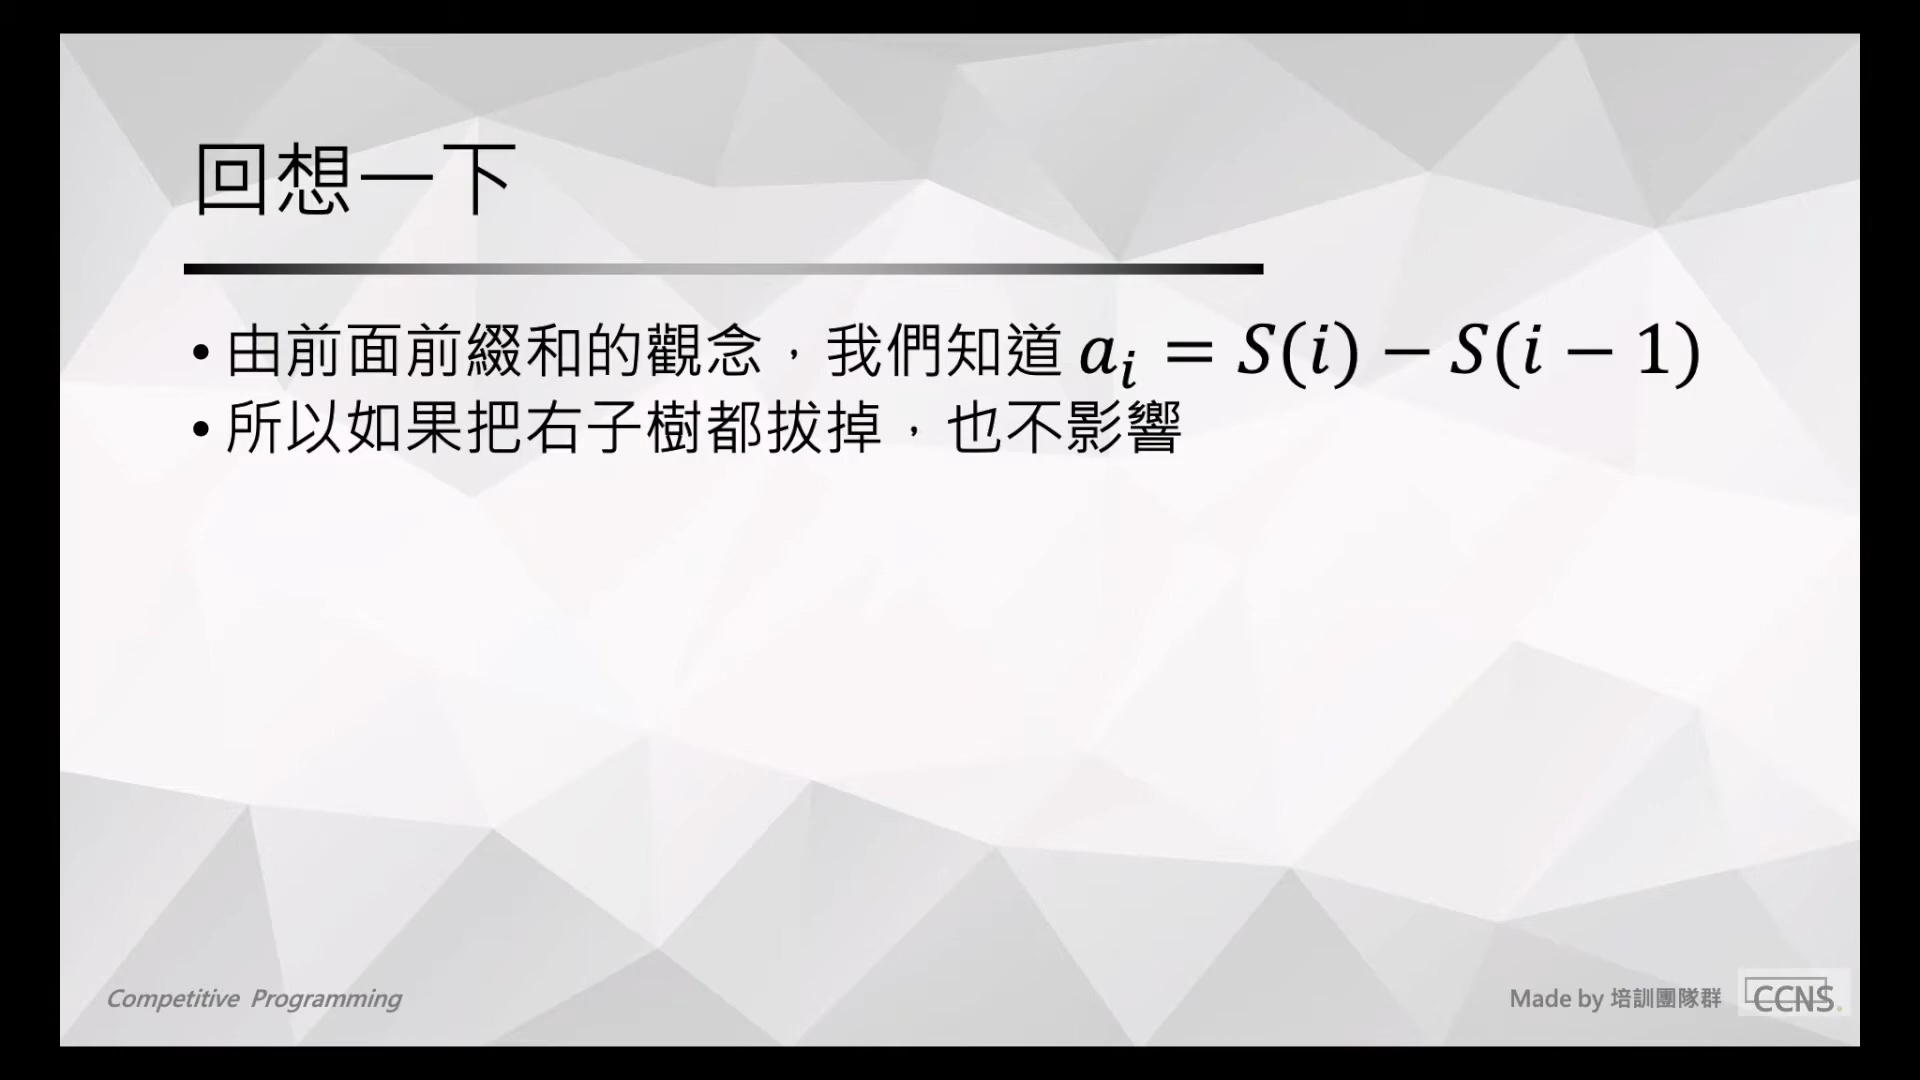 回想一下
• 由前面前綴和的觀念，我們知道 aᵢ = S(i) − S(i − 1)
• 所以如果把右子樹都拔掉，也不影響
Competitive Programming
Made by 培訓團隊群
CCNS.